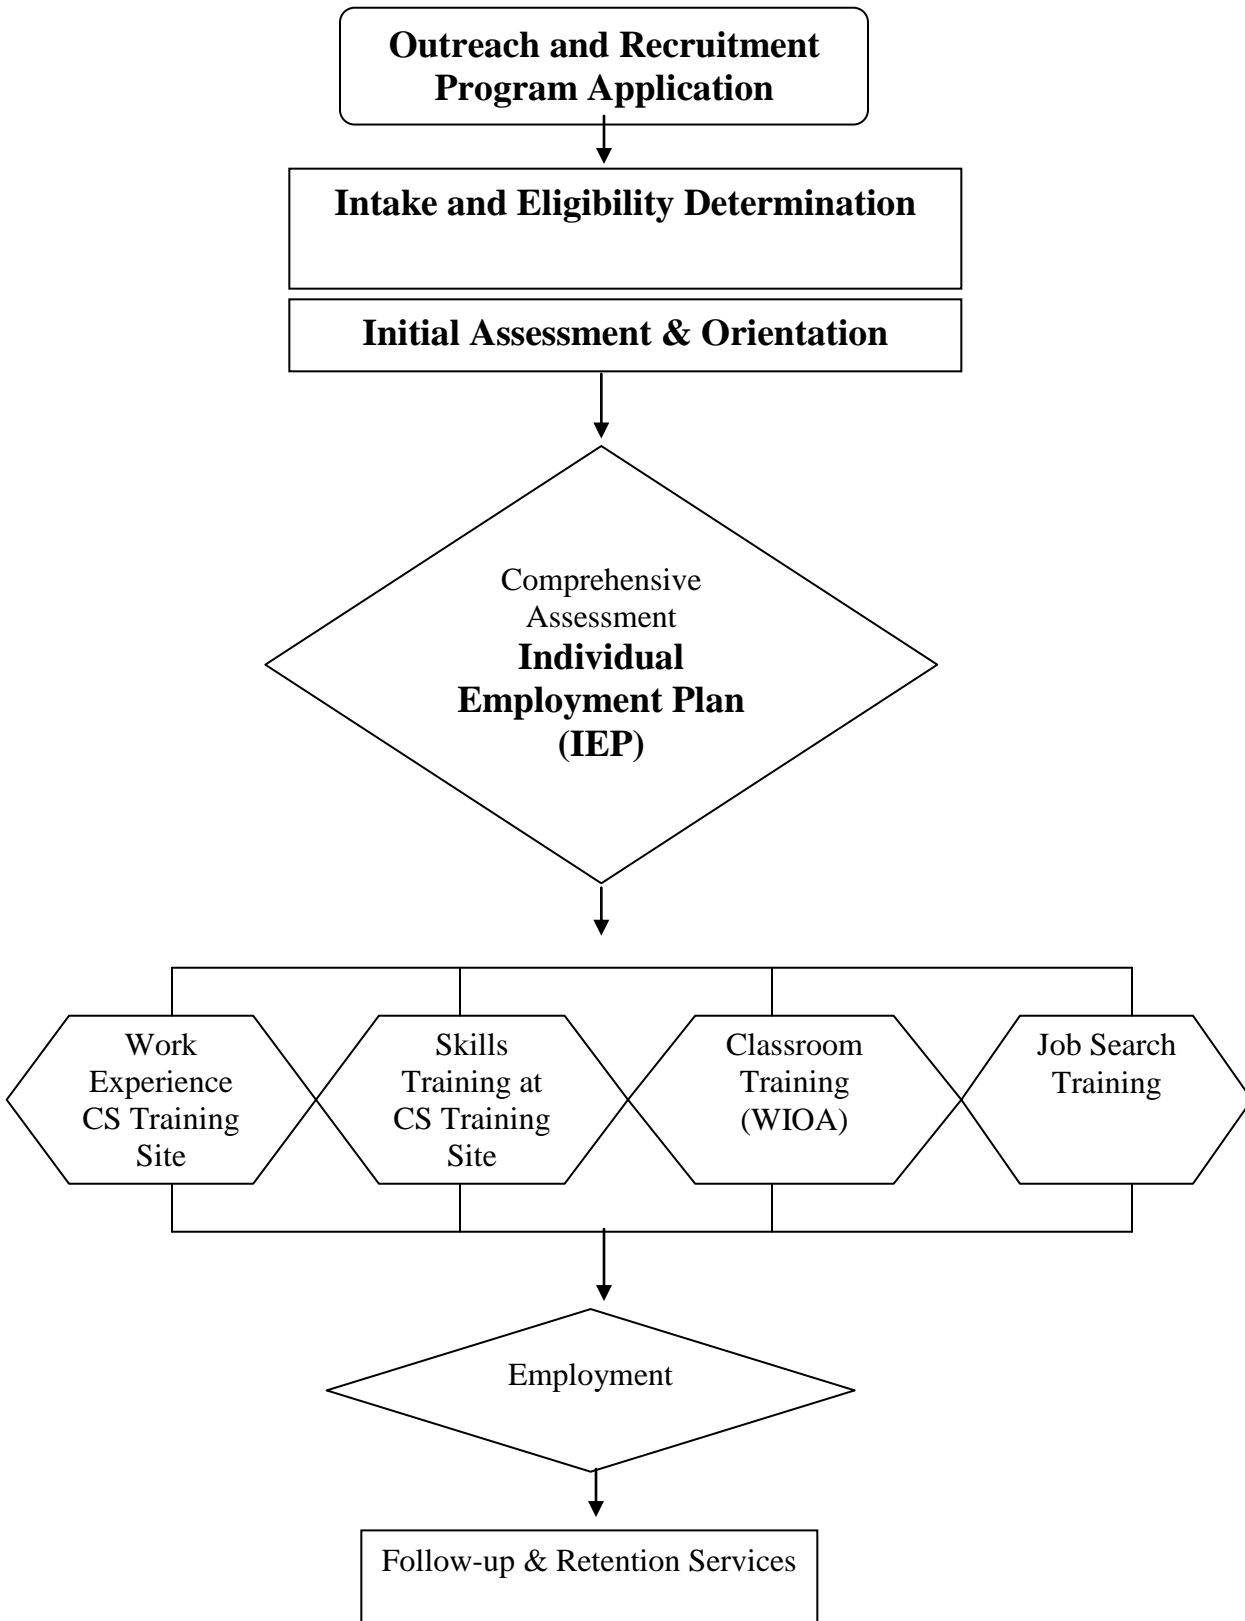 Outreach and Recruitment
Program Application
Intake and Eligibility Determination
Initial Assessment & Orientation
Comprehensive
Assessment
Individual
Employment Plan
(IEP)
Work
Experience
CS Training
Site
Skills
Training at
CS Training
Site
Classroom
Training
(WIOA)
Job Search
Training
Employment
Follow-up & Retention Services